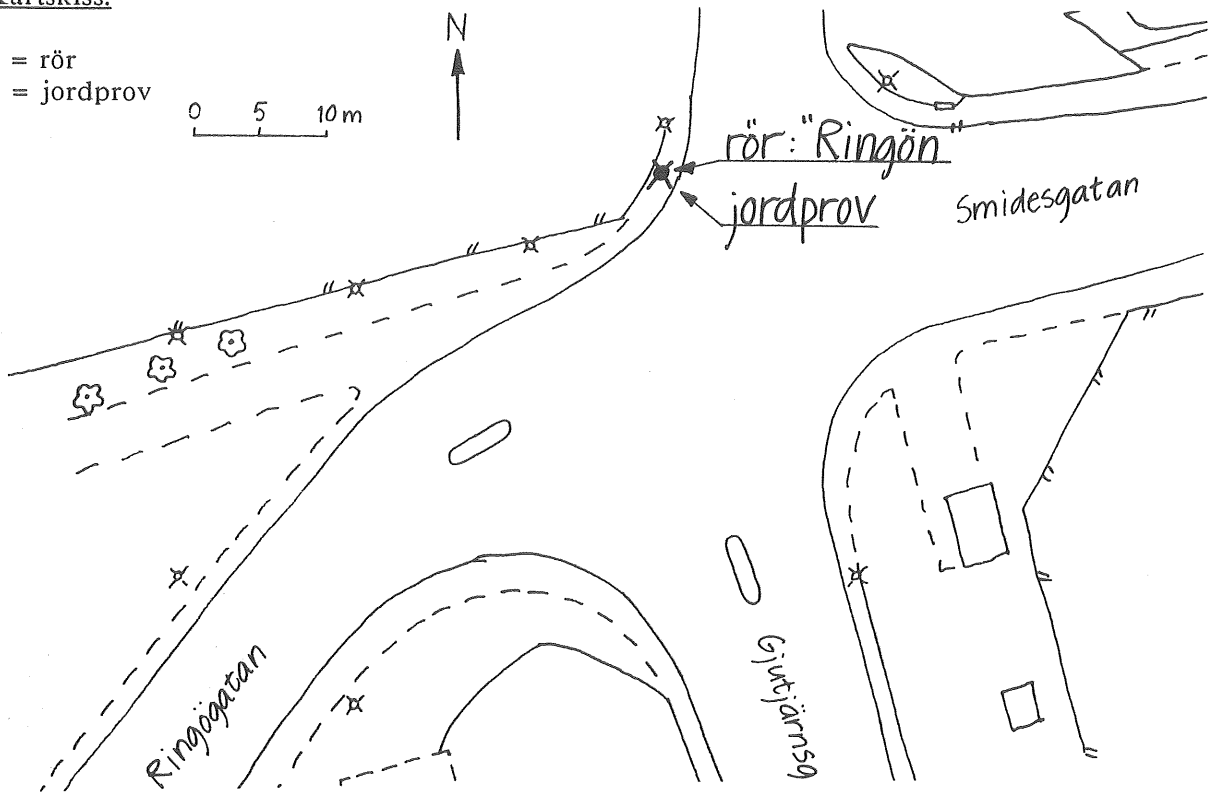 N
= rör
= jordprov
0 5 10 m
rör: "Ringön
jordprov
Smidesgatan
Ringögatan
Gjutjärnsg